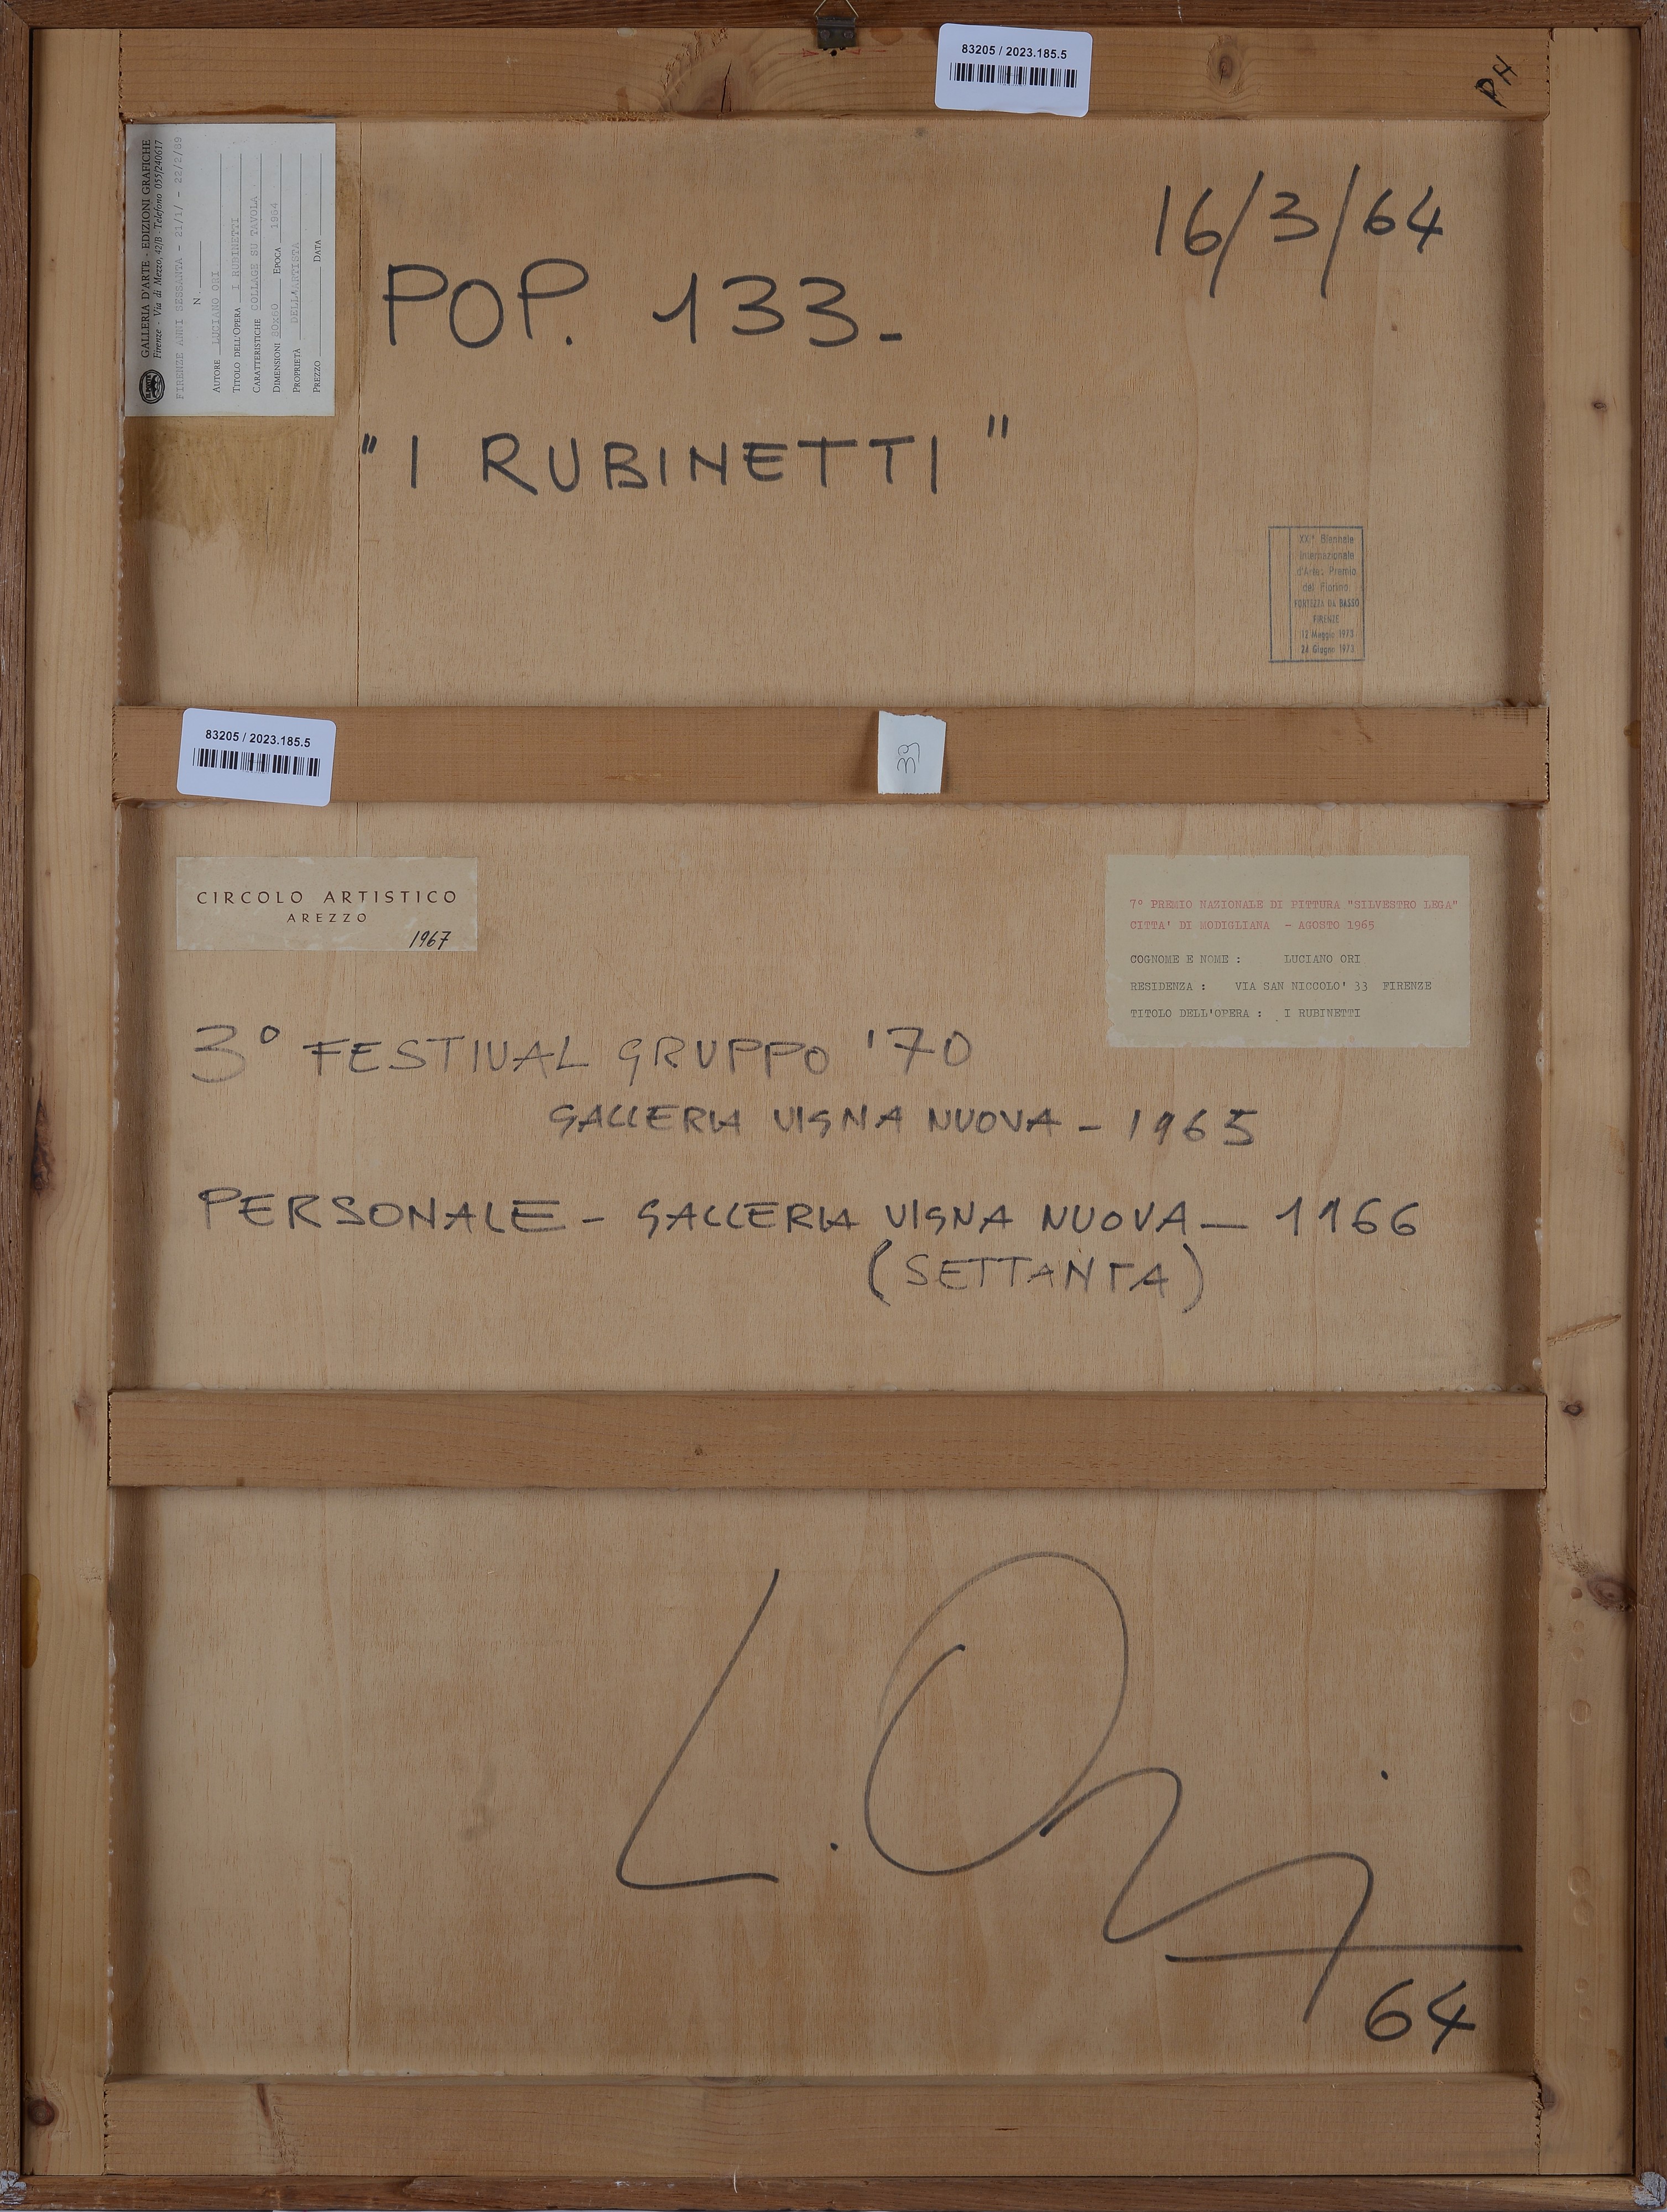 83205 / 2023.185.5
PH
GALLERIA D'ARTE - EDIZIONI GRAFICHE
Firenze - Via di Mezzo, 42/B - Telefono 055/240617
FIRENZE ANNI SESSANTA - 21/1/ - 22/2/89
N.
AUTORE LUCIANO ORI
TITOLO DELL'OPERA I RUBINETTI
CARATTERISTICHE COLLAGE SU TAVOLA
DIMENSIONI 80x60 EPOCA 1964
PROPRIETÀ DELL'ARTISTA
PREZZO DATA
16/3/64
POP. 133-
"I RUBINETTI"
Biennale
Internazionale
d'Arte: Premio
del Fiorino
FORTEZZA DA BASSO
FIRENZE
12 Maggio 1973
24 Giugno 1973
83205 / 2023.185.5
39
CIRCOLO ARTISTICO
AREZZO
1967
7° PREMIO NAZIONALE DI PITTURA "SILVESTRO LEGA"
CITTA' DI MODIGLIANA - AGOSTO 1965
COGNOME E NOME : LUCIANO ORI
RESIDENZA : VIA SAN NICCOLO' 33 FIRENZE
TITOLO DELL'OPERA : I RUBINETTI
3° FESTIVAL GRUPPO '70
GALLERIA VIGNA NUOVA - 1965
PERSONALE - GALLERIA VIGNA NUOVA - 1966
(SETTANTA)
L. Ori
64